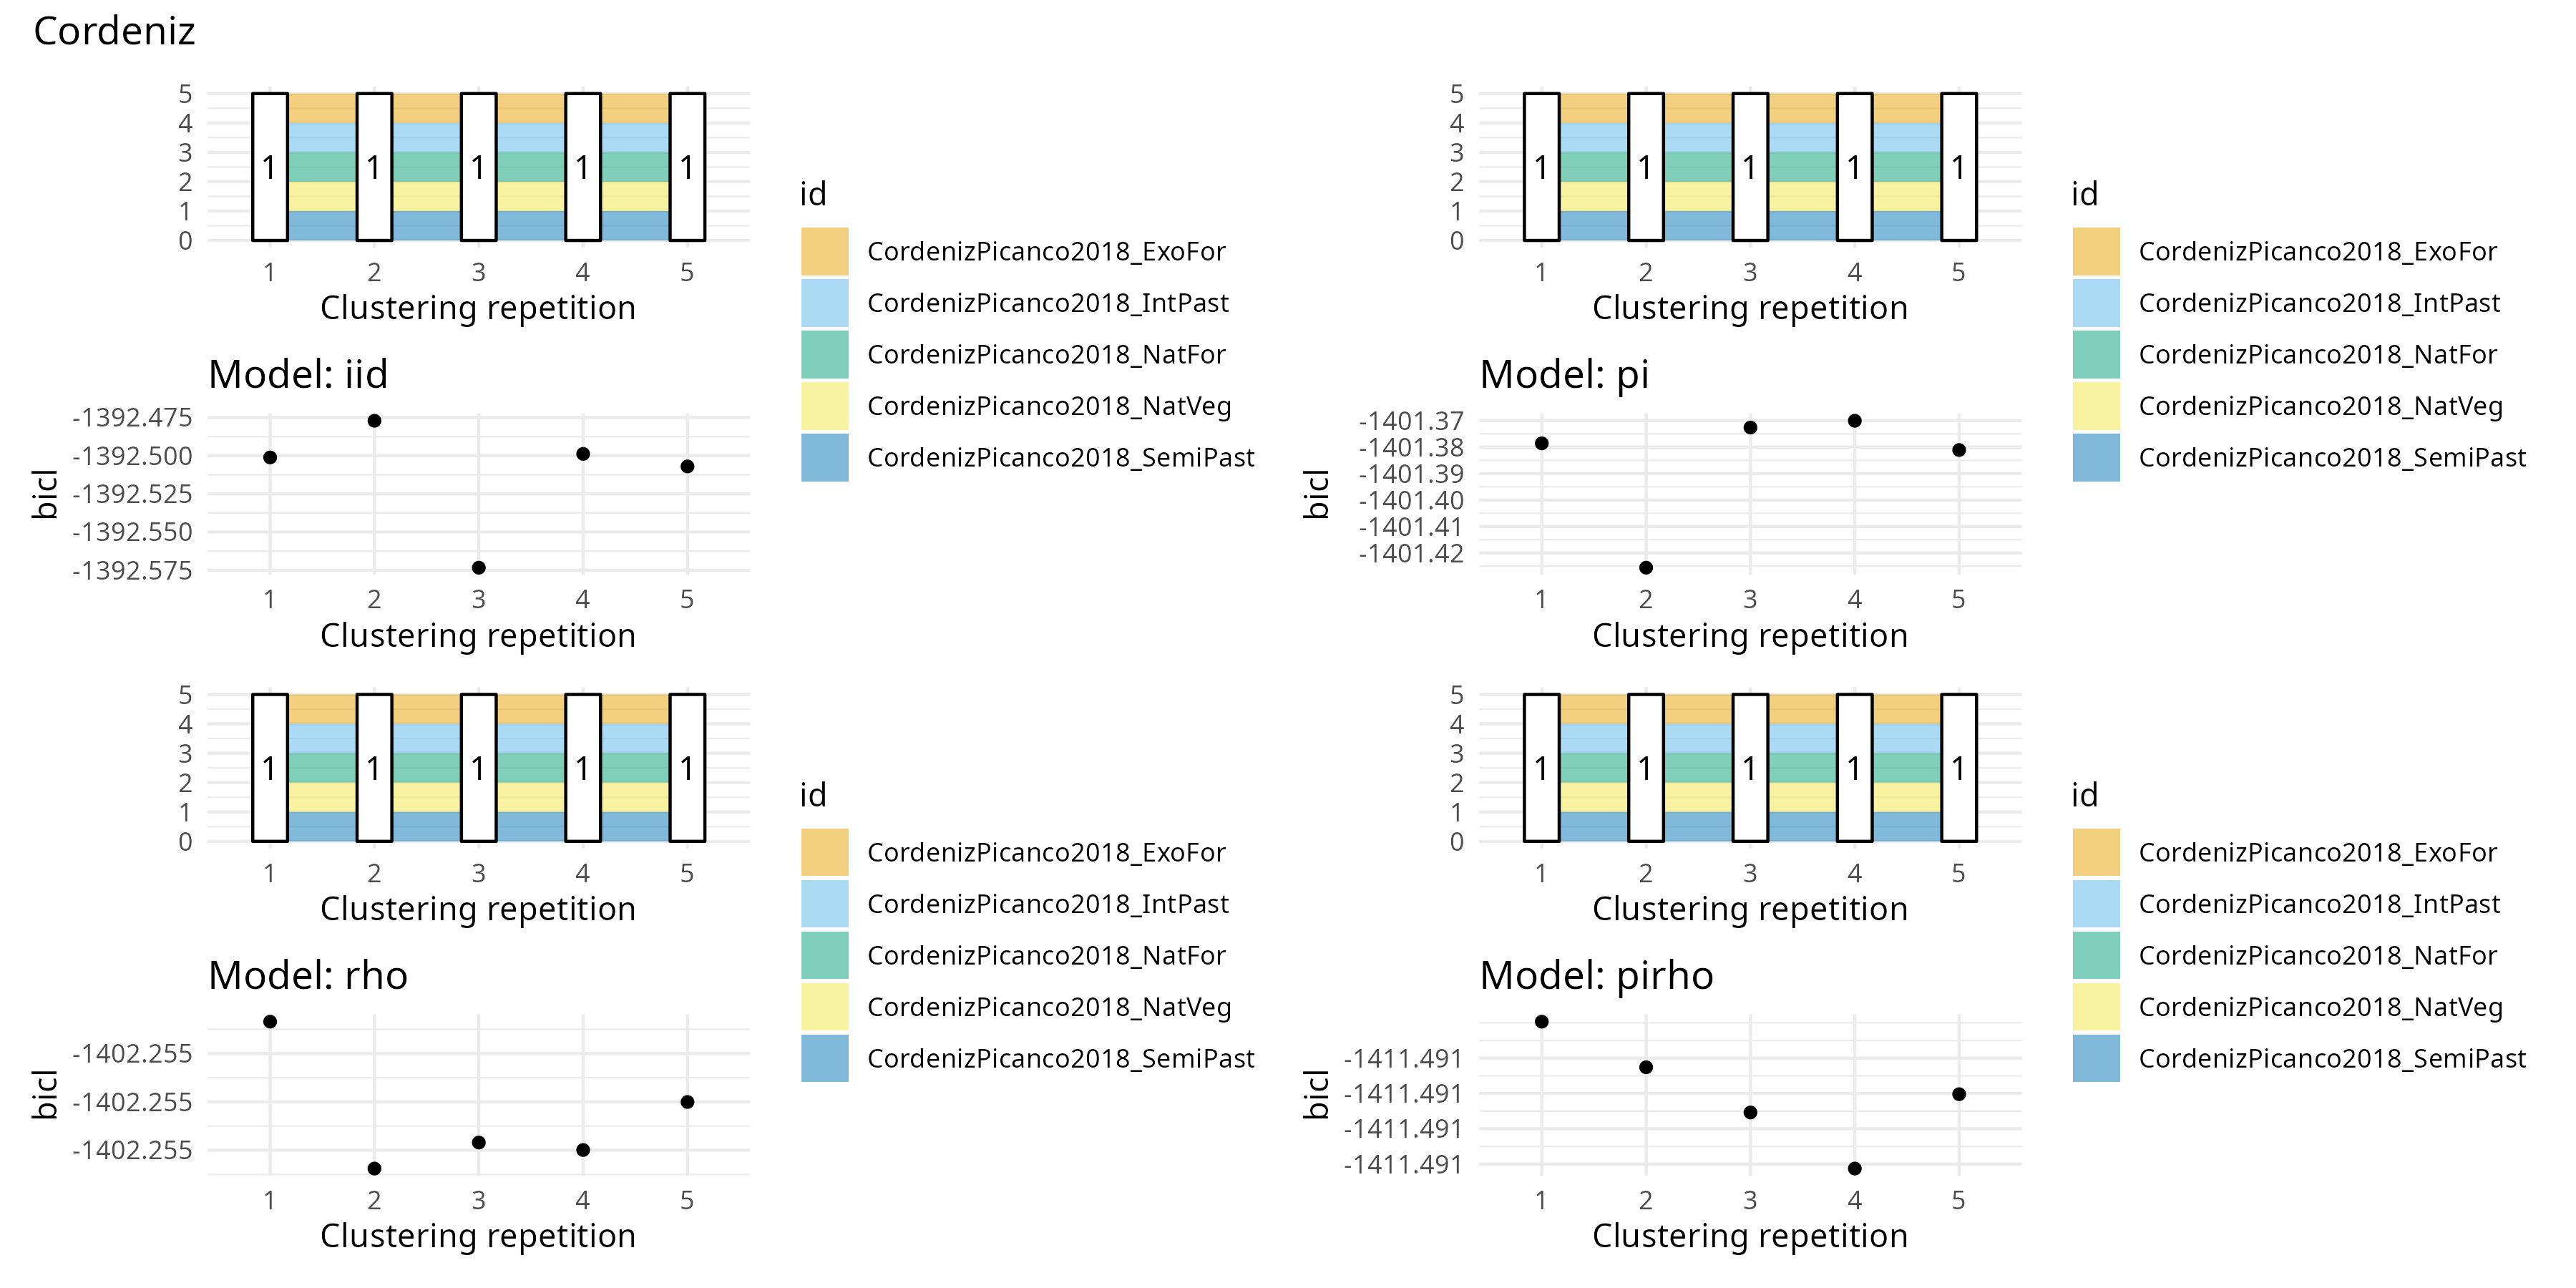 Cordeniz
5
4
3
2
1
0
1 1 1 1 1
1 2 3 4 5
Clustering repetition
id
CordenizPicanco2018_ExoFor
CordenizPicanco2018_IntPast
CordenizPicanco2018_NatFor
CordenizPicanco2018_NatVeg
CordenizPicanco2018_SemiPast
Model: iid
bicl
-1392.475
-1392.500
-1392.525
-1392.550
-1392.575
1 2 3 4 5
Clustering repetition
5
4
3
2
1
0
1 1 1 1 1
1 2 3 4 5
Clustering repetition
id
CordenizPicanco2018_ExoFor
CordenizPicanco2018_IntPast
CordenizPicanco2018_NatFor
CordenizPicanco2018_NatVeg
CordenizPicanco2018_SemiPast
Model: pi
bicl
-1401.37
-1401.38
-1401.39
-1401.40
-1401.41
-1401.42
1 2 3 4 5
Clustering repetition
5
4
3
2
1
0
1 1 1 1 1
1 2 3 4 5
Clustering repetition
id
CordenizPicanco2018_ExoFor
CordenizPicanco2018_IntPast
CordenizPicanco2018_NatFor
CordenizPicanco2018_NatVeg
CordenizPicanco2018_SemiPast
Model: rho
bicl
-1402.255
-1402.255
-1402.255
1 2 3 4 5
Clustering repetition
5
4
3
2
1
0
1 1 1 1 1
1 2 3 4 5
Clustering repetition
id
CordenizPicanco2018_ExoFor
CordenizPicanco2018_IntPast
CordenizPicanco2018_NatFor
CordenizPicanco2018_NatVeg
CordenizPicanco2018_SemiPast
Model: pirho
bicl
-1411.491
-1411.491
-1411.491
-1411.491
1 2 3 4 5
Clustering repetition